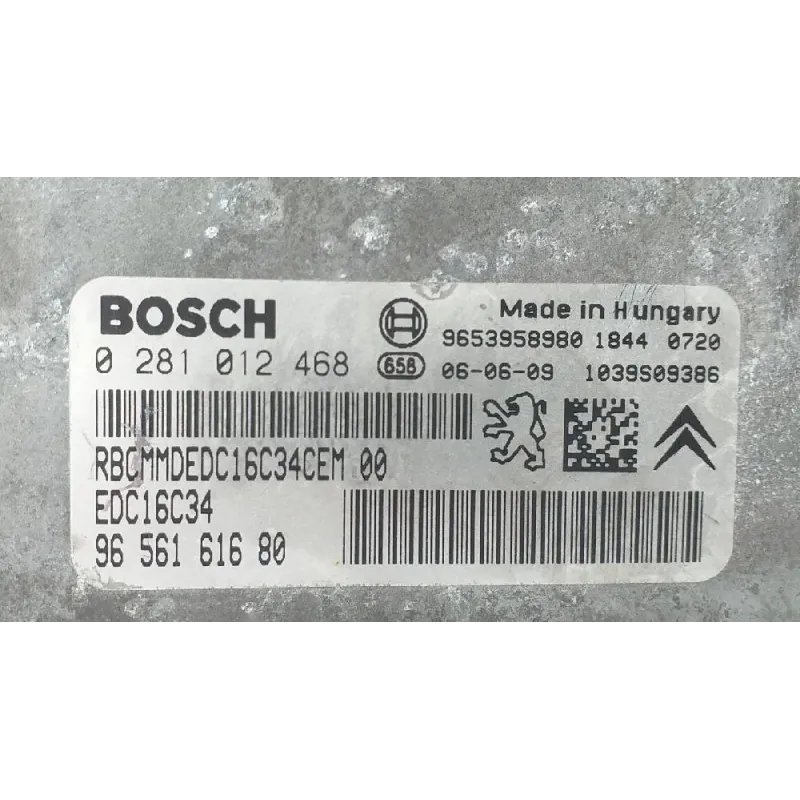 BOSCH
Made in Hungary
9653958980 1844 0720
0 281 012 468
658
06-06-09 1039S09386
RBCMMDEDC16C34CEM 00
EDC16C34
96 561 616 80